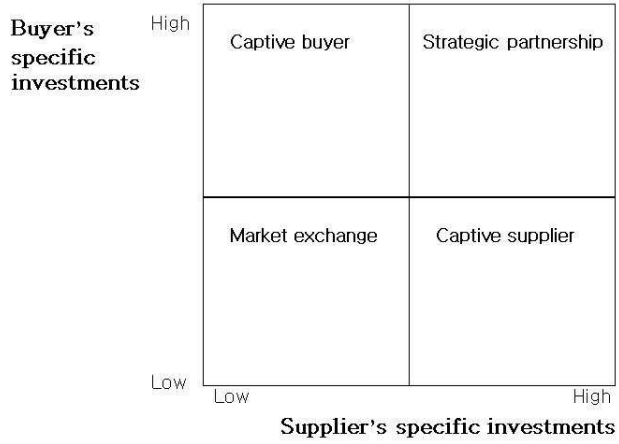 Buyer's
specific
investments
High
Captive buyer
Strategic partnership
Market exchange
Captive supplier
Low
Low
High
Supplier's specific investments